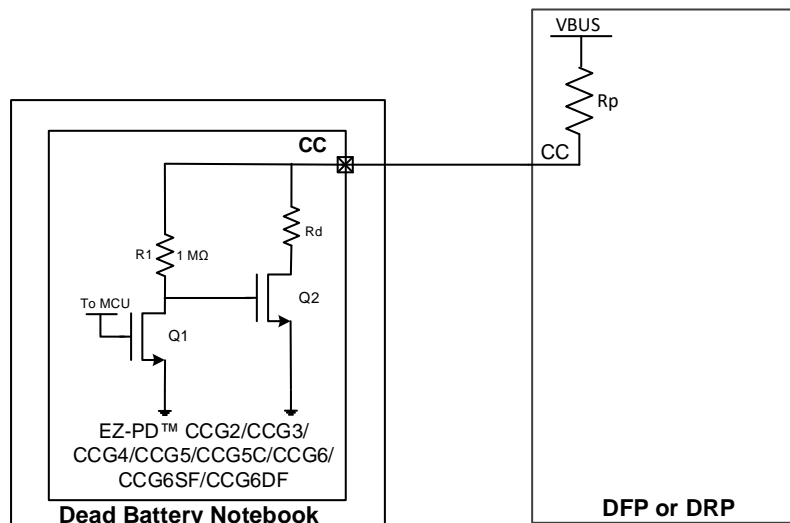 VBUS
Rp
CC
CC
R1
1 MΩ
Rd
To MCU
Q1
Q2
EZ-PD™ CCG2/CCG3/
CCG4/CCG5/CCG5C/CCG6/
CCG6SF/CCG6DF
Dead Battery Notebook
DFP or DRP